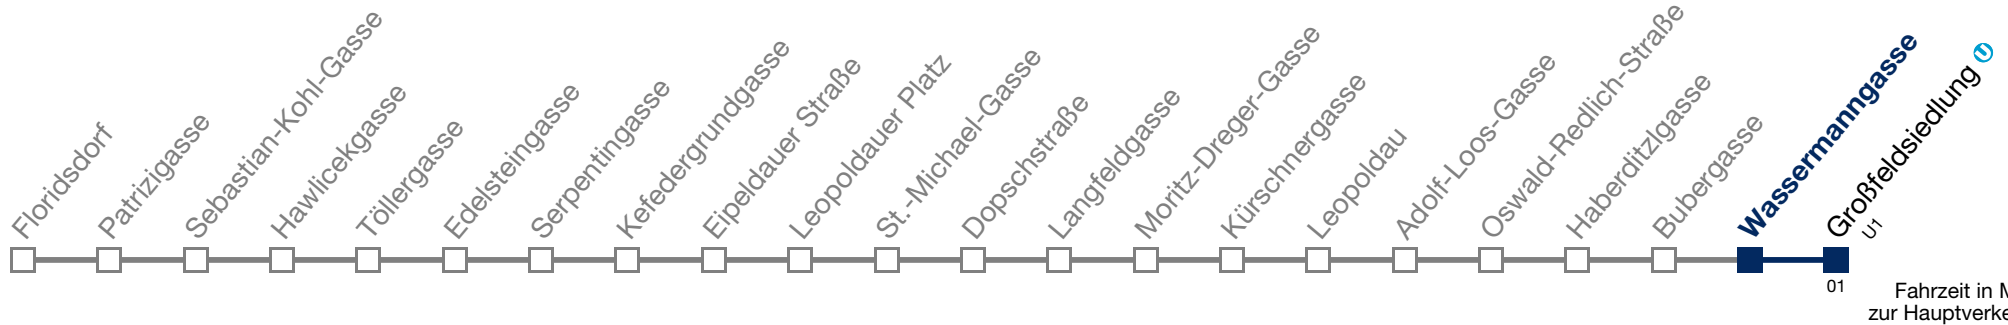 Floridsdorf
Patrizigasse
Sebastian-Kohl-Gasse
Hawlicekgasse
Töllergasse
Edelsteingasse
Serpentingasse
Kefedergrundgasse
Eipeldauer Straße
Leopoldauer Platz
St.-Michael-Gasse
Dopschstraße
Langfeldgasse
Moritz-Dreger-Gasse
Kürschnergasse
Leopoldau
Adolf-Loos-Gasse
Oswald-Redlich-Straße
Haberditzlgasse
Bubergasse
Wassermanngasse
Großfeldsiedlung U
U1
01
Fahrzeit in M
zur Hauptverke